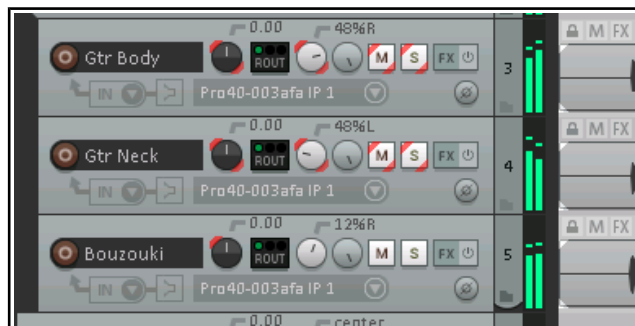 0.00 48%R
Gtr Body ROUT M S FX 3 M FX
IN Pro40-003afa IP 1
0.00 48%L
Gtr Neck ROUT M S FX 4 M FX
IN Pro40-003afa IP 1
0.00 12%R
Bouzouki ROUT M S FX 5 M FX
IN Pro40-003afa IP 1
0.00 center